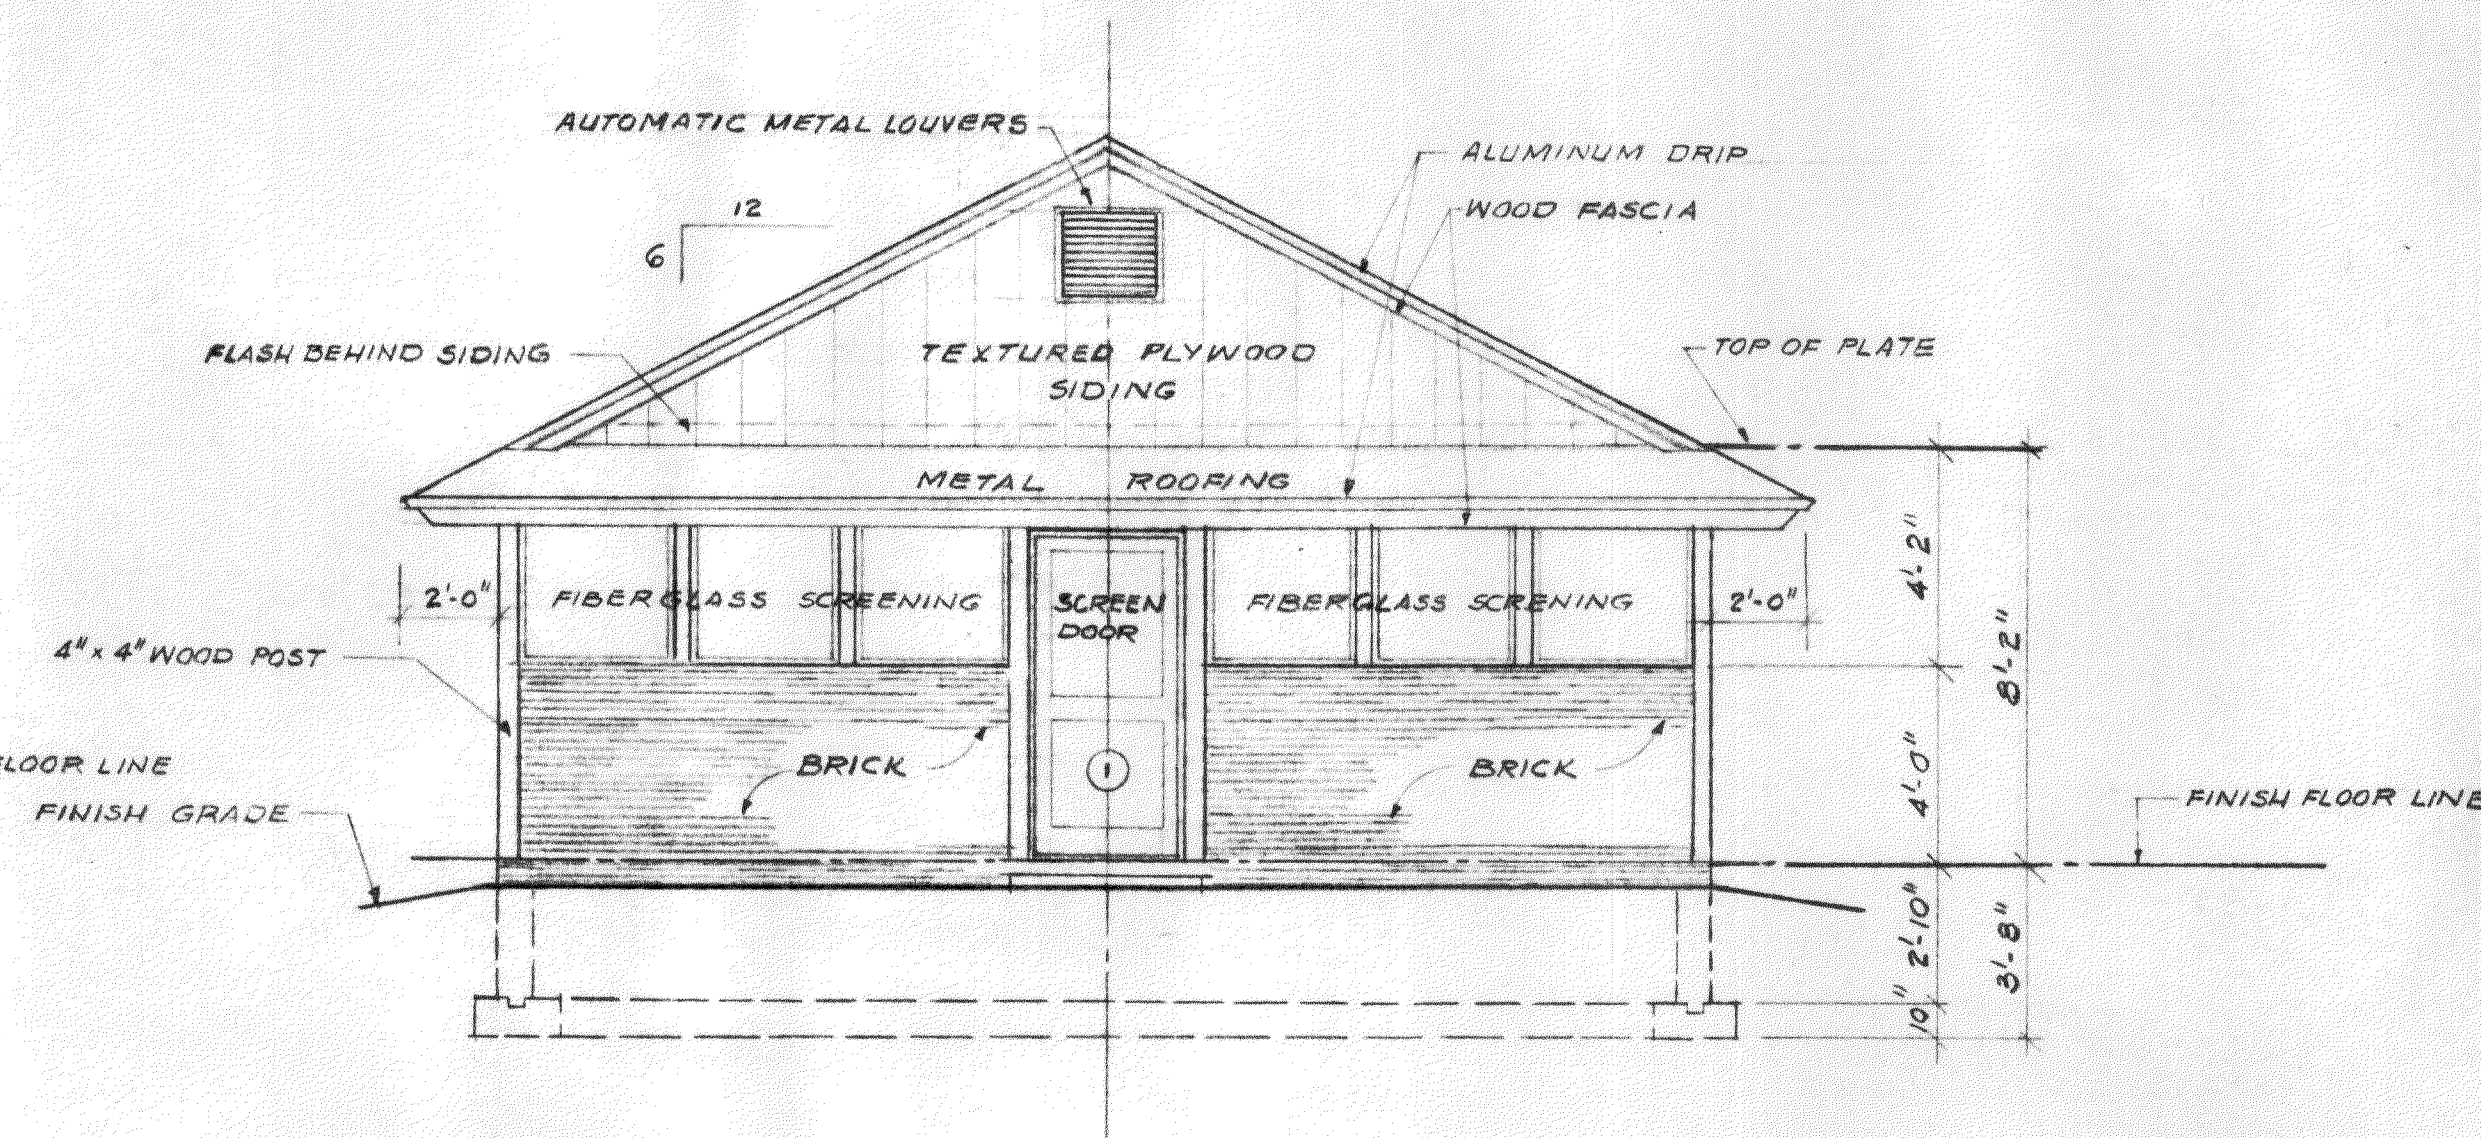 AUTOMATIC METAL LOUVERS
ALUMINUM DRIP
12
WOOD FASCIA
6
FLASH BEHIND SIDING
TEXTURED PLYWOOD
SIDING
TOP OF PLATE
METAL ROOFING
4'-2"
2'-0"
FIBERGLASS SCREENING
SCREEN
DOOR
FIBERGLASS SCRENING
2'-0"
8'-2"
4"x4" WOOD POST
FLOOR LINE
BRICK
1
BRICK
4'-0"
FINISH GRADE
FINISH FLOOR LINE
2'-10"
3'-8"
10"